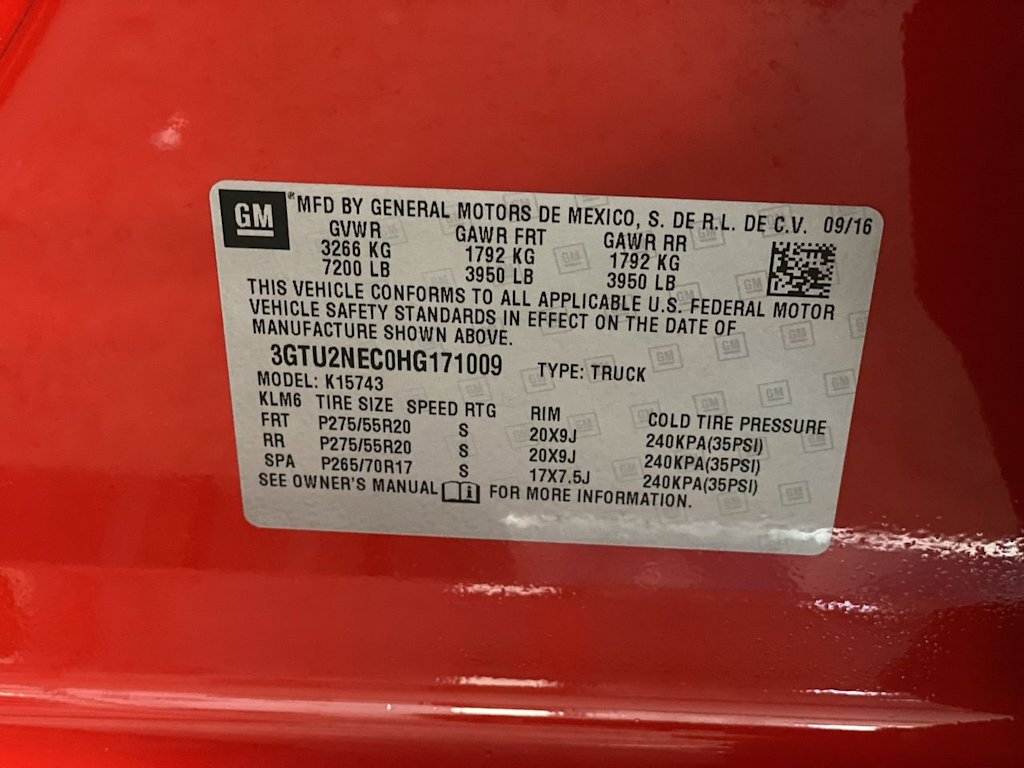 GM ®MFD BY GENERAL MOTORS DE MEXICO, S. DE R.L. DE C.V. 09/16
GVWR GAWR FRT GAWR RR
3266 KG 1792 KG 1792 KG
7200 LB 3950 LB 3950 LB
THIS VEHICLE CONFORMS TO ALL APPLICABLE U.S. FEDERAL MOTOR
VEHICLE SAFETY STANDARDS IN EFFECT ON THE DATE OF
MANUFACTURE SHOWN ABOVE.
3GTU2NEC0HG171009 TYPE: TRUCK
MODEL: K15743
KLM6 TIRE SIZE SPEED RTG RIM COLD TIRE PRESSURE
FRT P275/55R20 S 20X9J 240KPA(35PSI)
RR P275/55R20 S 20X9J 240KPA(35PSI)
SPA P265/70R17 S 17X7.5J 240KPA(35PSI)
SEE OWNER'S MANUAL FOR MORE INFORMATION.